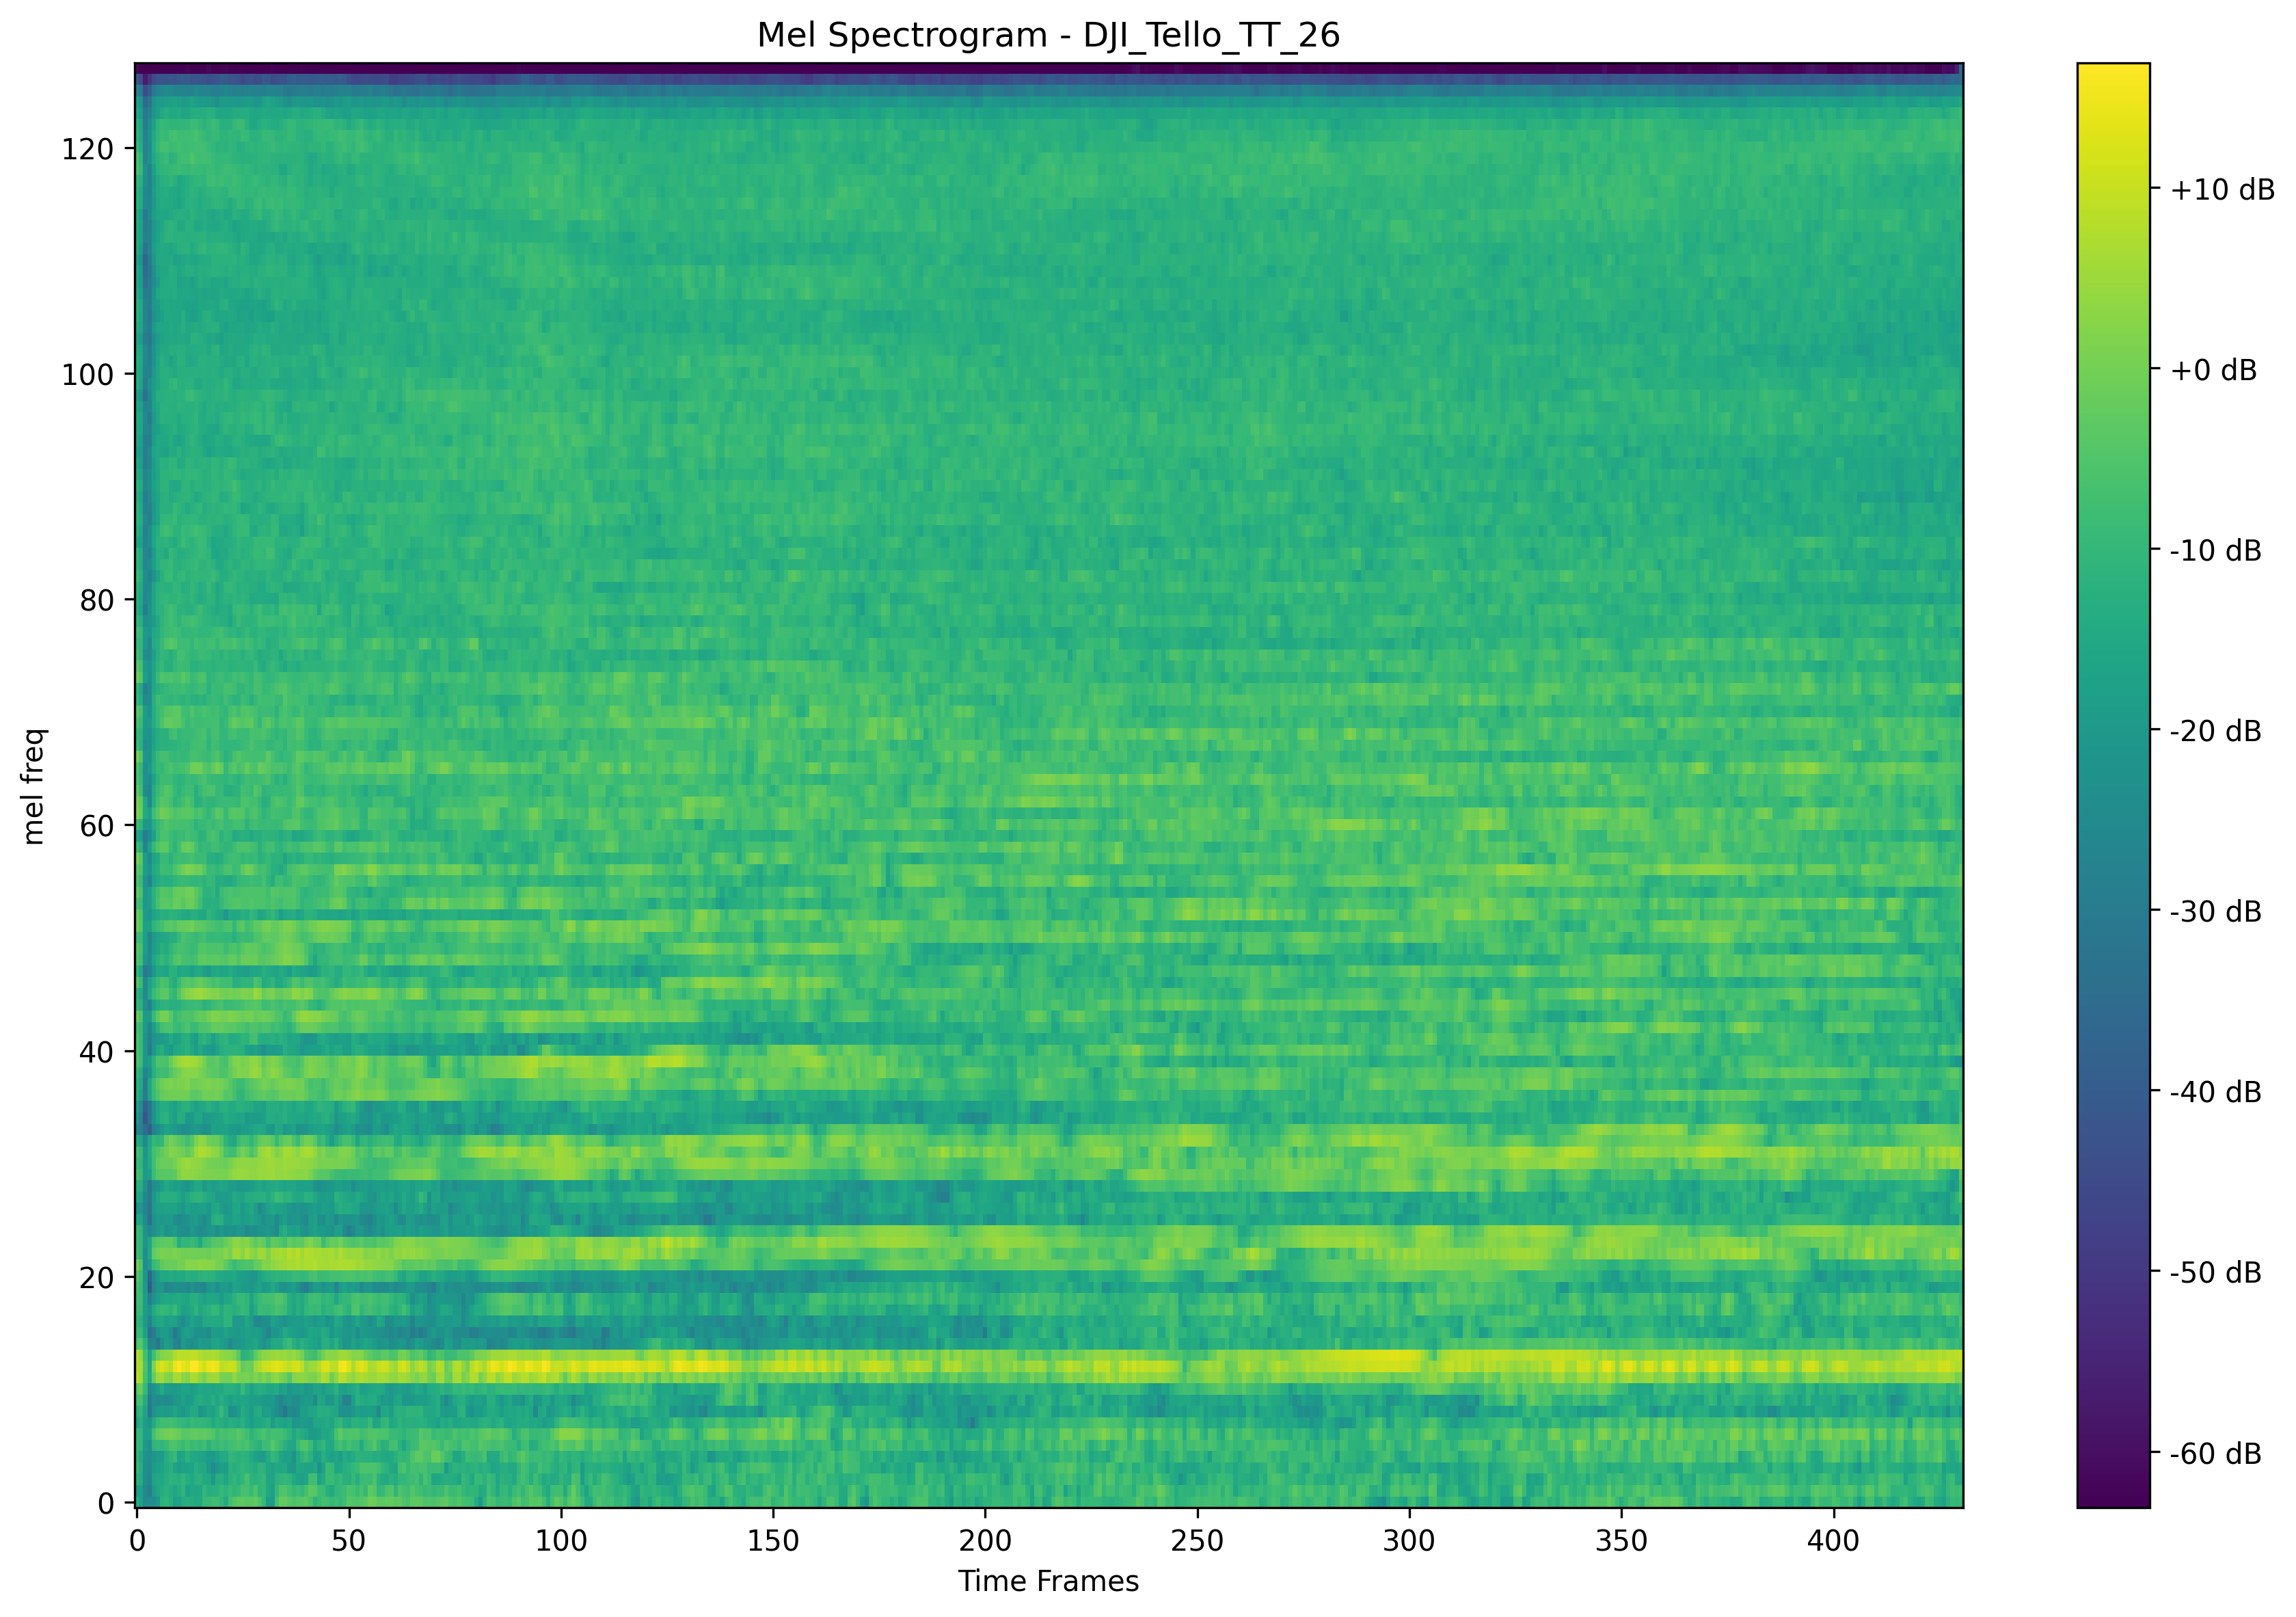 Mel Spectrogram - DJI_Tello_TT_26
mel freq
120
100
80
60
40
20
0
0 50 100 150 200 250 300 350 400
Time Frames
+10 dB
+0 dB
-10 dB
-20 dB
-30 dB
-40 dB
-50 dB
-60 dB